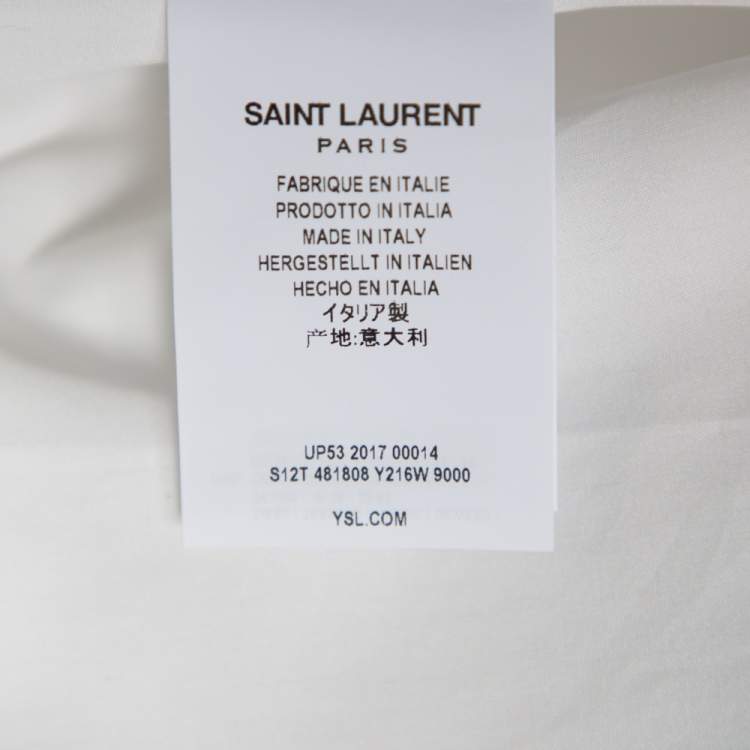 SAINT LAURENT
PARIS
FABRIQUE EN ITALIE
PRODOTTO IN ITALIA
MADE IN ITALY
HERGESTELLT IN ITALIEN
HECHO EN ITALIA
イタリア製
产地:意大利
UP53 2017 00014
S12T 481808 Y216W 9000
YSL.COM